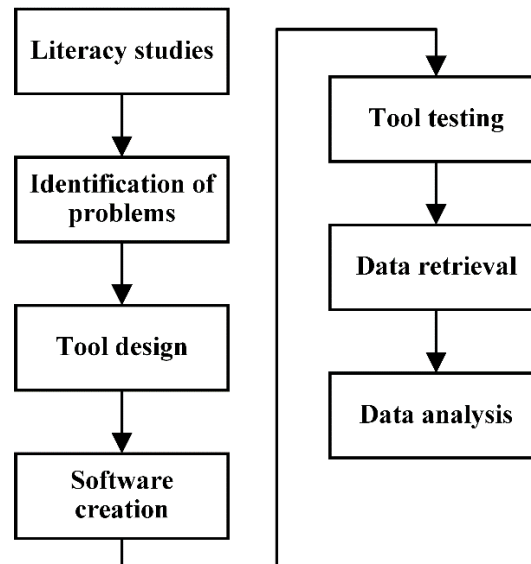 Literacy studies
Identification of
problems
Tool design
Software
creation
Tool testing
Data retrieval
Data analysis